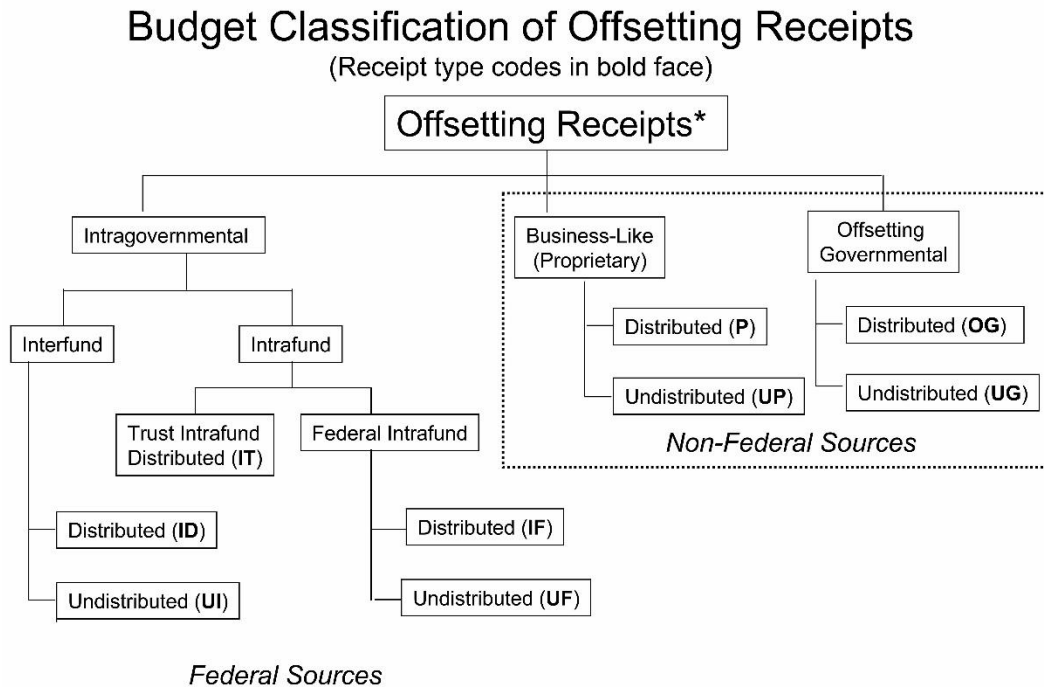 Budget Classification of Offsetting Receipts
(Receipt type codes in bold face)
Offsetting Receipts*
Intragovernmental
Business-Like
(Proprietary)
Offsetting
Governmental
Distributed (P)
Distributed (OG)
Interfund
Intrafund
Undistributed (UP)
Undistributed (UG)
Trust Intrafund
Distributed (IT)
Federal Intrafund
Non-Federal Sources
Distributed (ID)
Distributed (IF)
Undistributed (UI)
Undistributed (UF)
Federal Sources